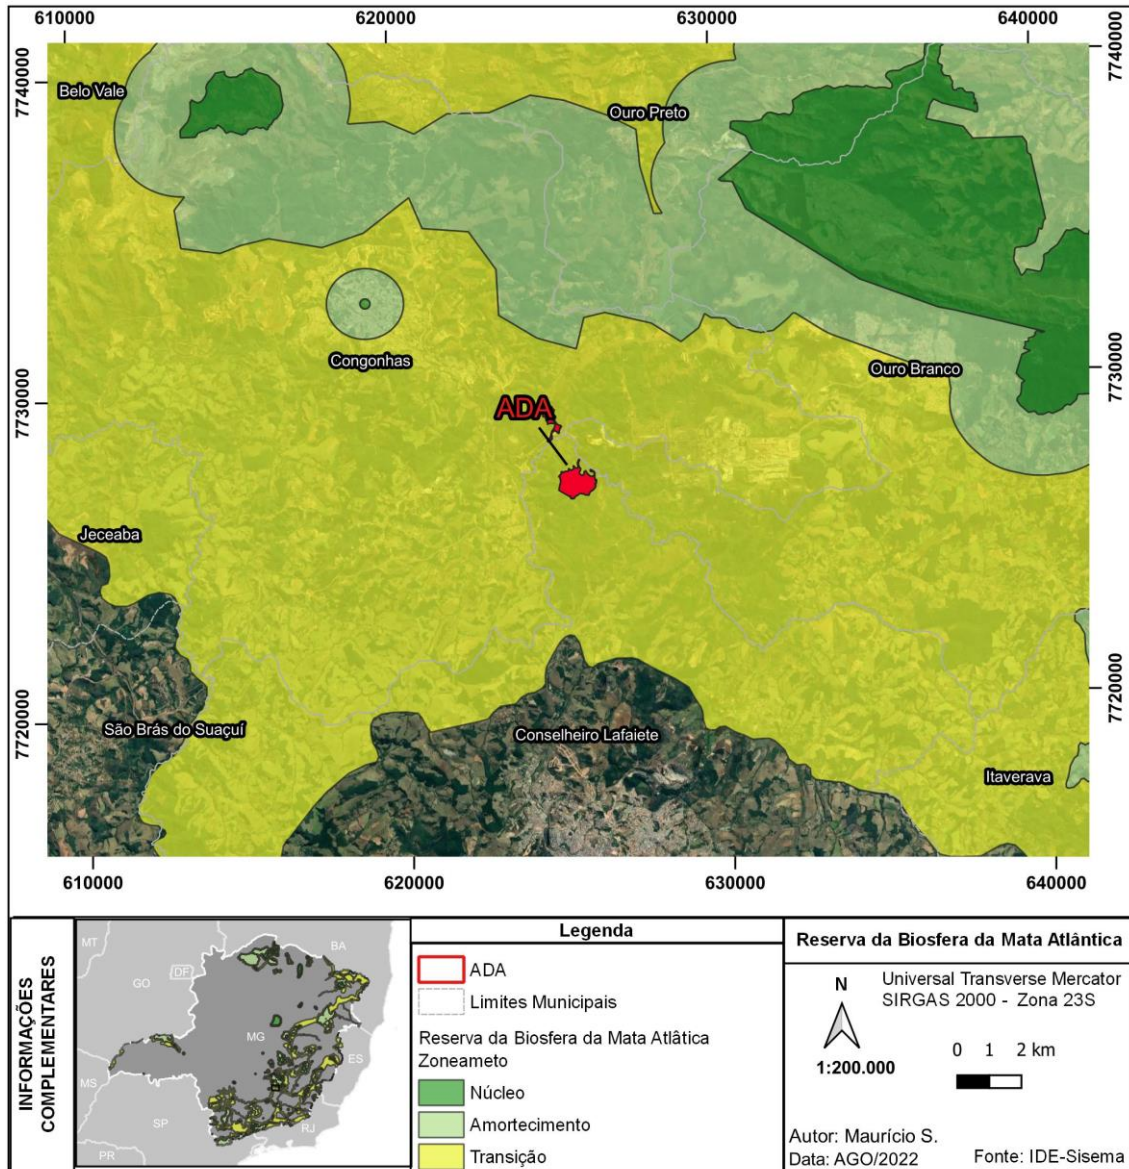 610000 620000 630000 640000
7740000
7740000
Belo Vale
Ouro Preto
Congonhas
Ouro Branco
7730000
7730000
ADA
Jeceaba
7720000
7720000
São Brás do Suaçuí
Conselheiro Lafaiete
Itaverava
610000 620000 630000 640000
INFORMAÇÕES
COMPLEMENTARES
MT
BA
GO
DF
MG
ES
MS
SP
RJ
PR
Legenda
ADA
Limites Municipais
Reserva da Biosfera da Mata Atlâtica
Zoneameto
Núcleo
Amortecimento
Transição
Reserva da Biosfera da Mata Atlântica
N
1:200.000
Universal Transverse Mercator
SIRGAS 2000 - Zona 23S
0 1 2 km
Autor: Maurício S.
Data: AGO/2022
Fonte: IDE-Sisema